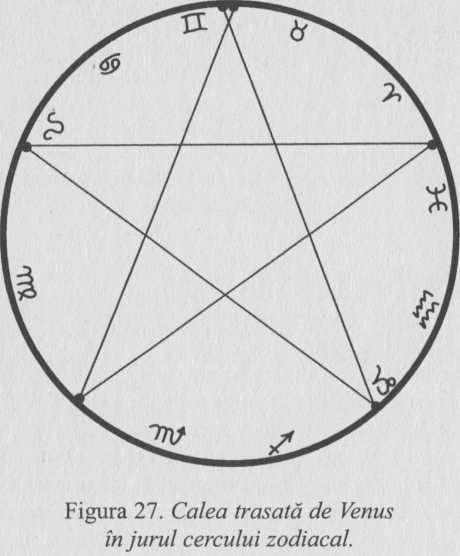 Figura 27. Calea trasată de Venus
în jurul cercului zodiacal.